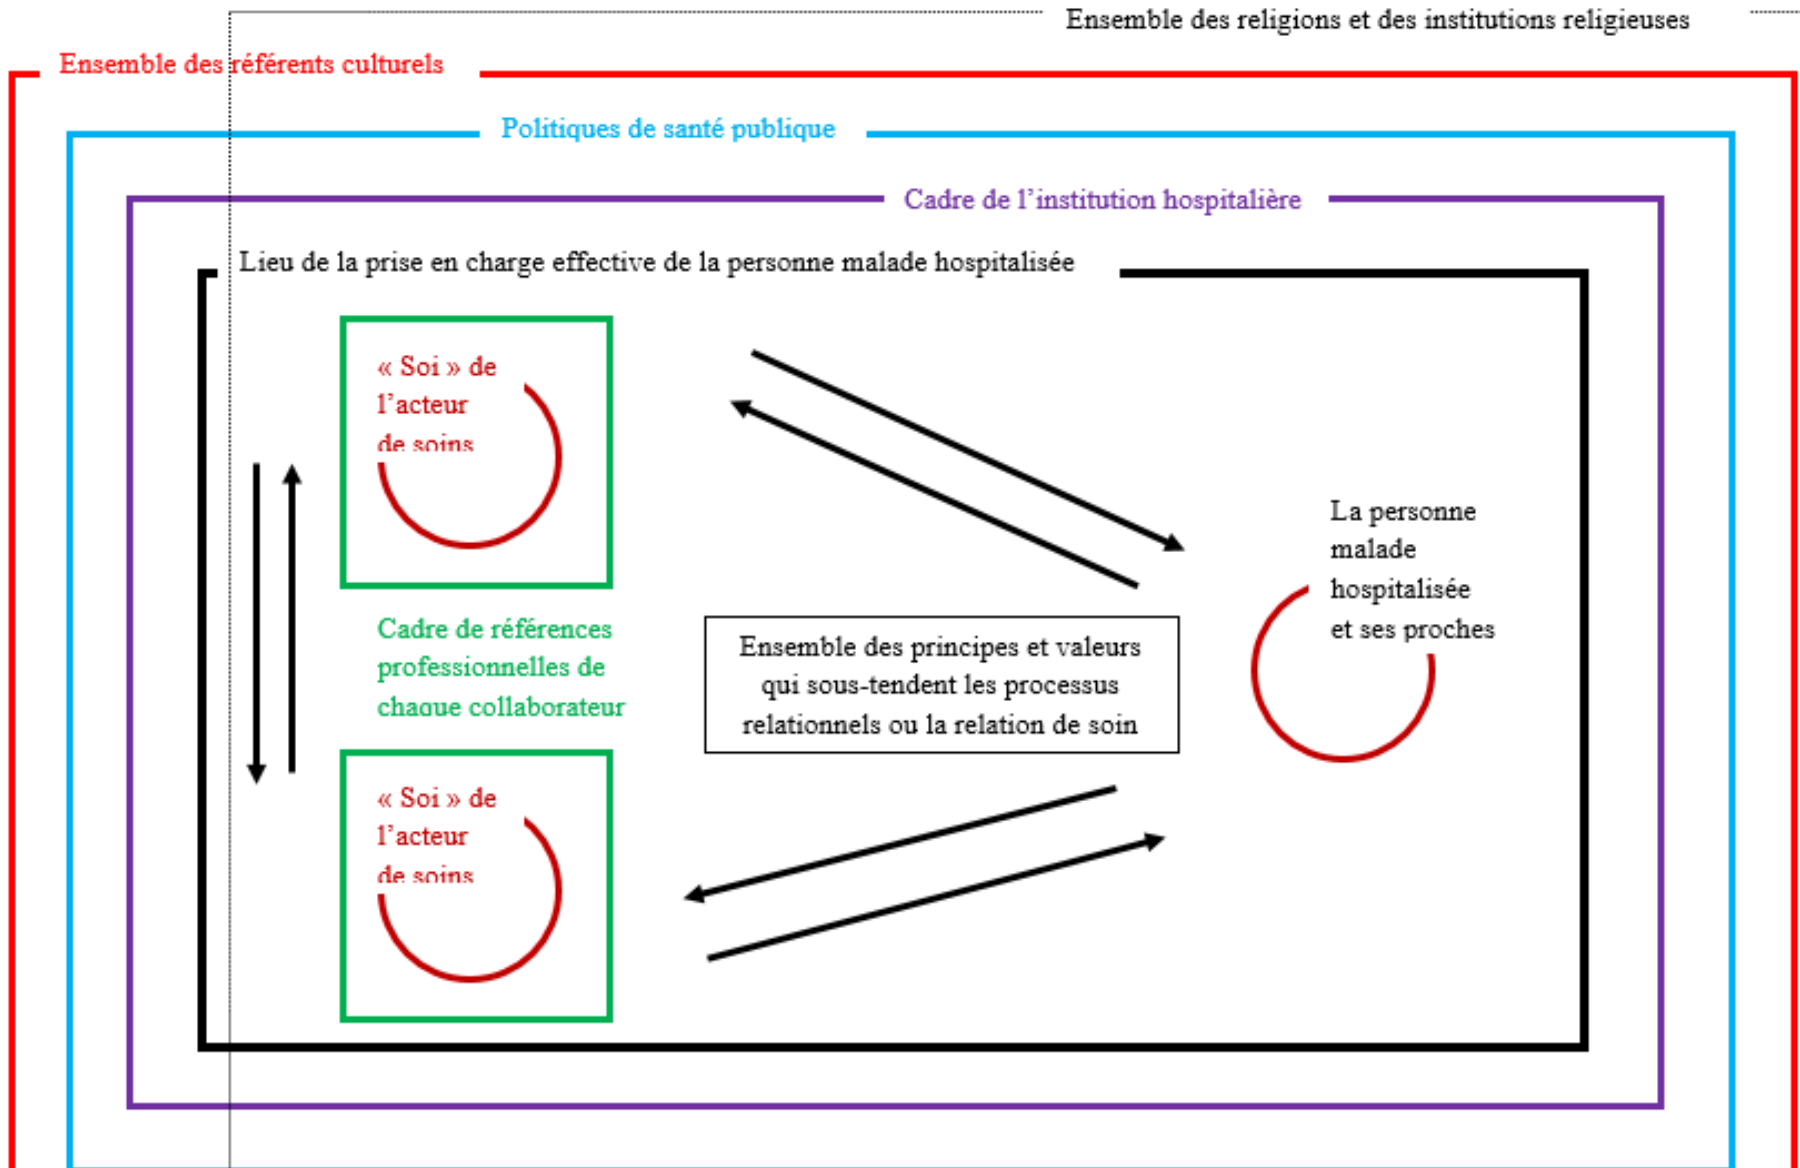 Ensemble des religions et des institutions religieuses
Ensemble des référents culturels
Politiques de santé publique
Cadre de l’institution hospitalière
Lieu de la prise en charge effective de la personne malade hospitalisée
« Soi » de
l’acteur
de soins
La personne
malade
hospitalisée
et ses proches
Cadre de références
professionnelles de
chaque collaborateur
Ensemble des principes et valeurs
qui sous-tendent les processus
relationnels ou la relation de soin
« Soi » de
l’acteur
de soins